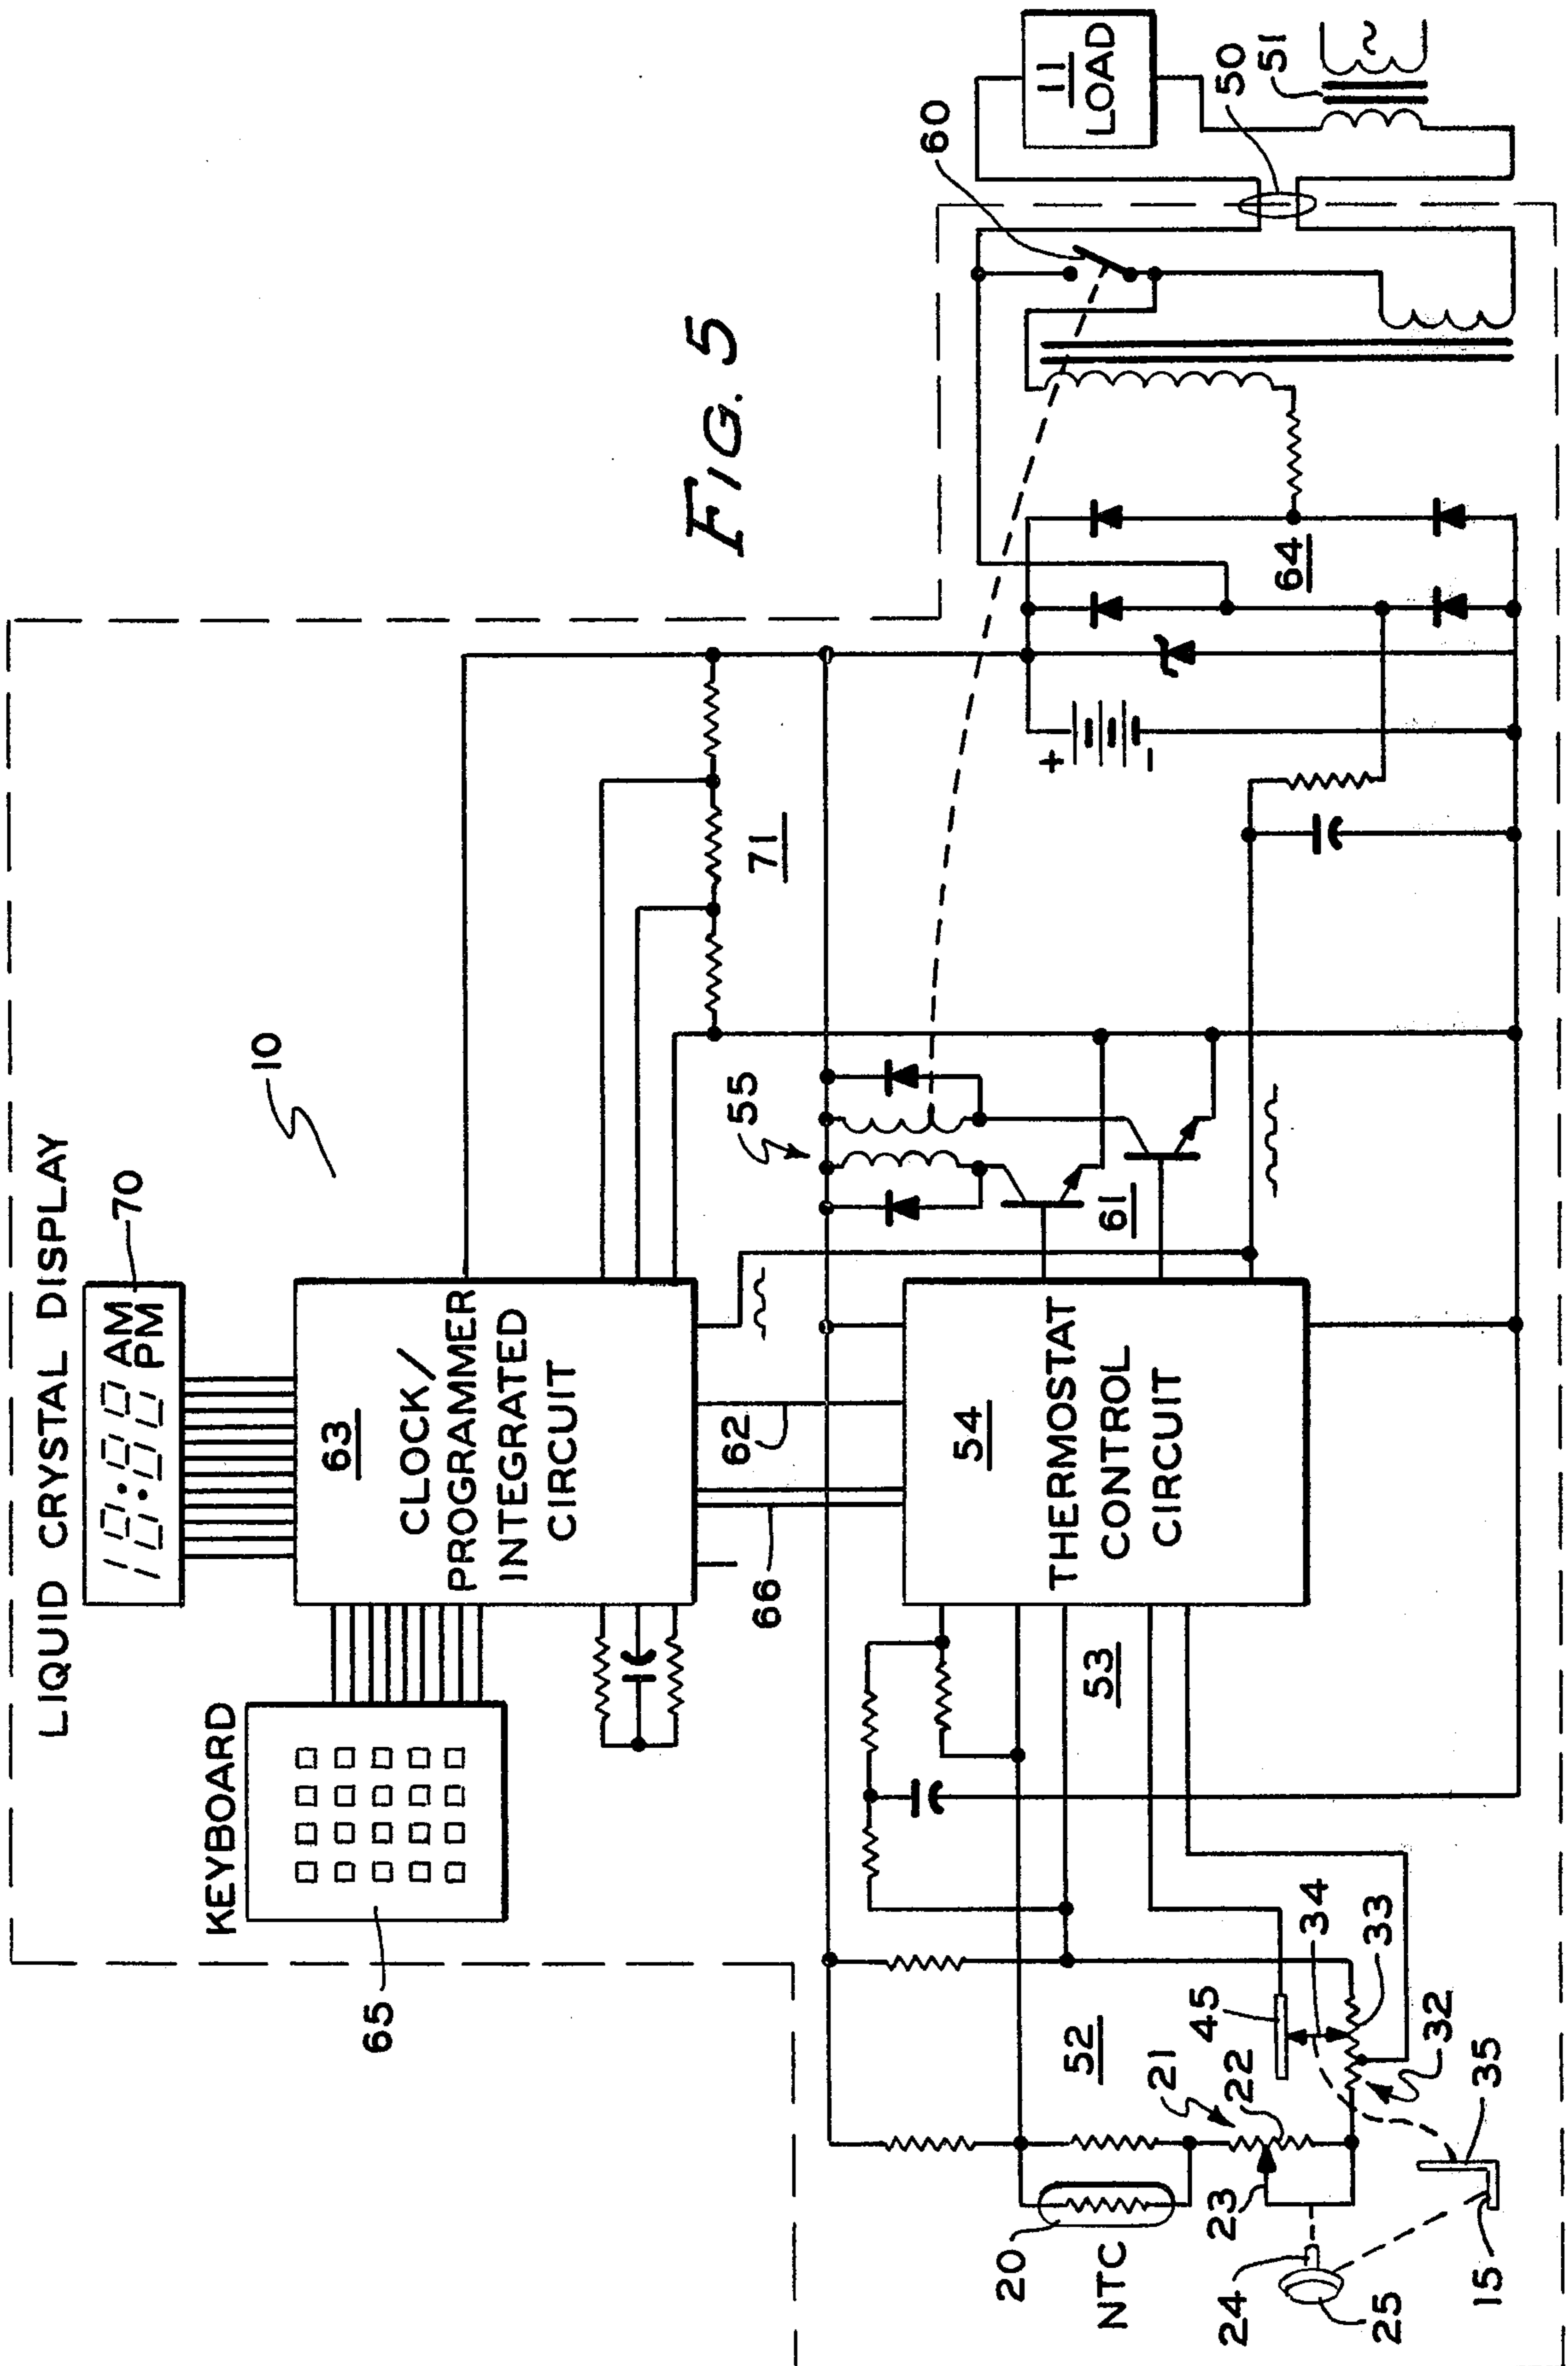 LIQUID CRYSTAL DISPLAY
18:88 AM
PM
70
10
KEYBOARD
65
63
CLOCK/
PROGRAMMER
INTEGRATED
CIRCUIT
FIG. 5
71
66
62
55
61
53
54
THERMOSTAT
CONTROL
CIRCUIT
52
20
NTC
21
22
23
24
25
45
34
33
32
35
15
+
−
64
60
11
LOAD
50
51
~